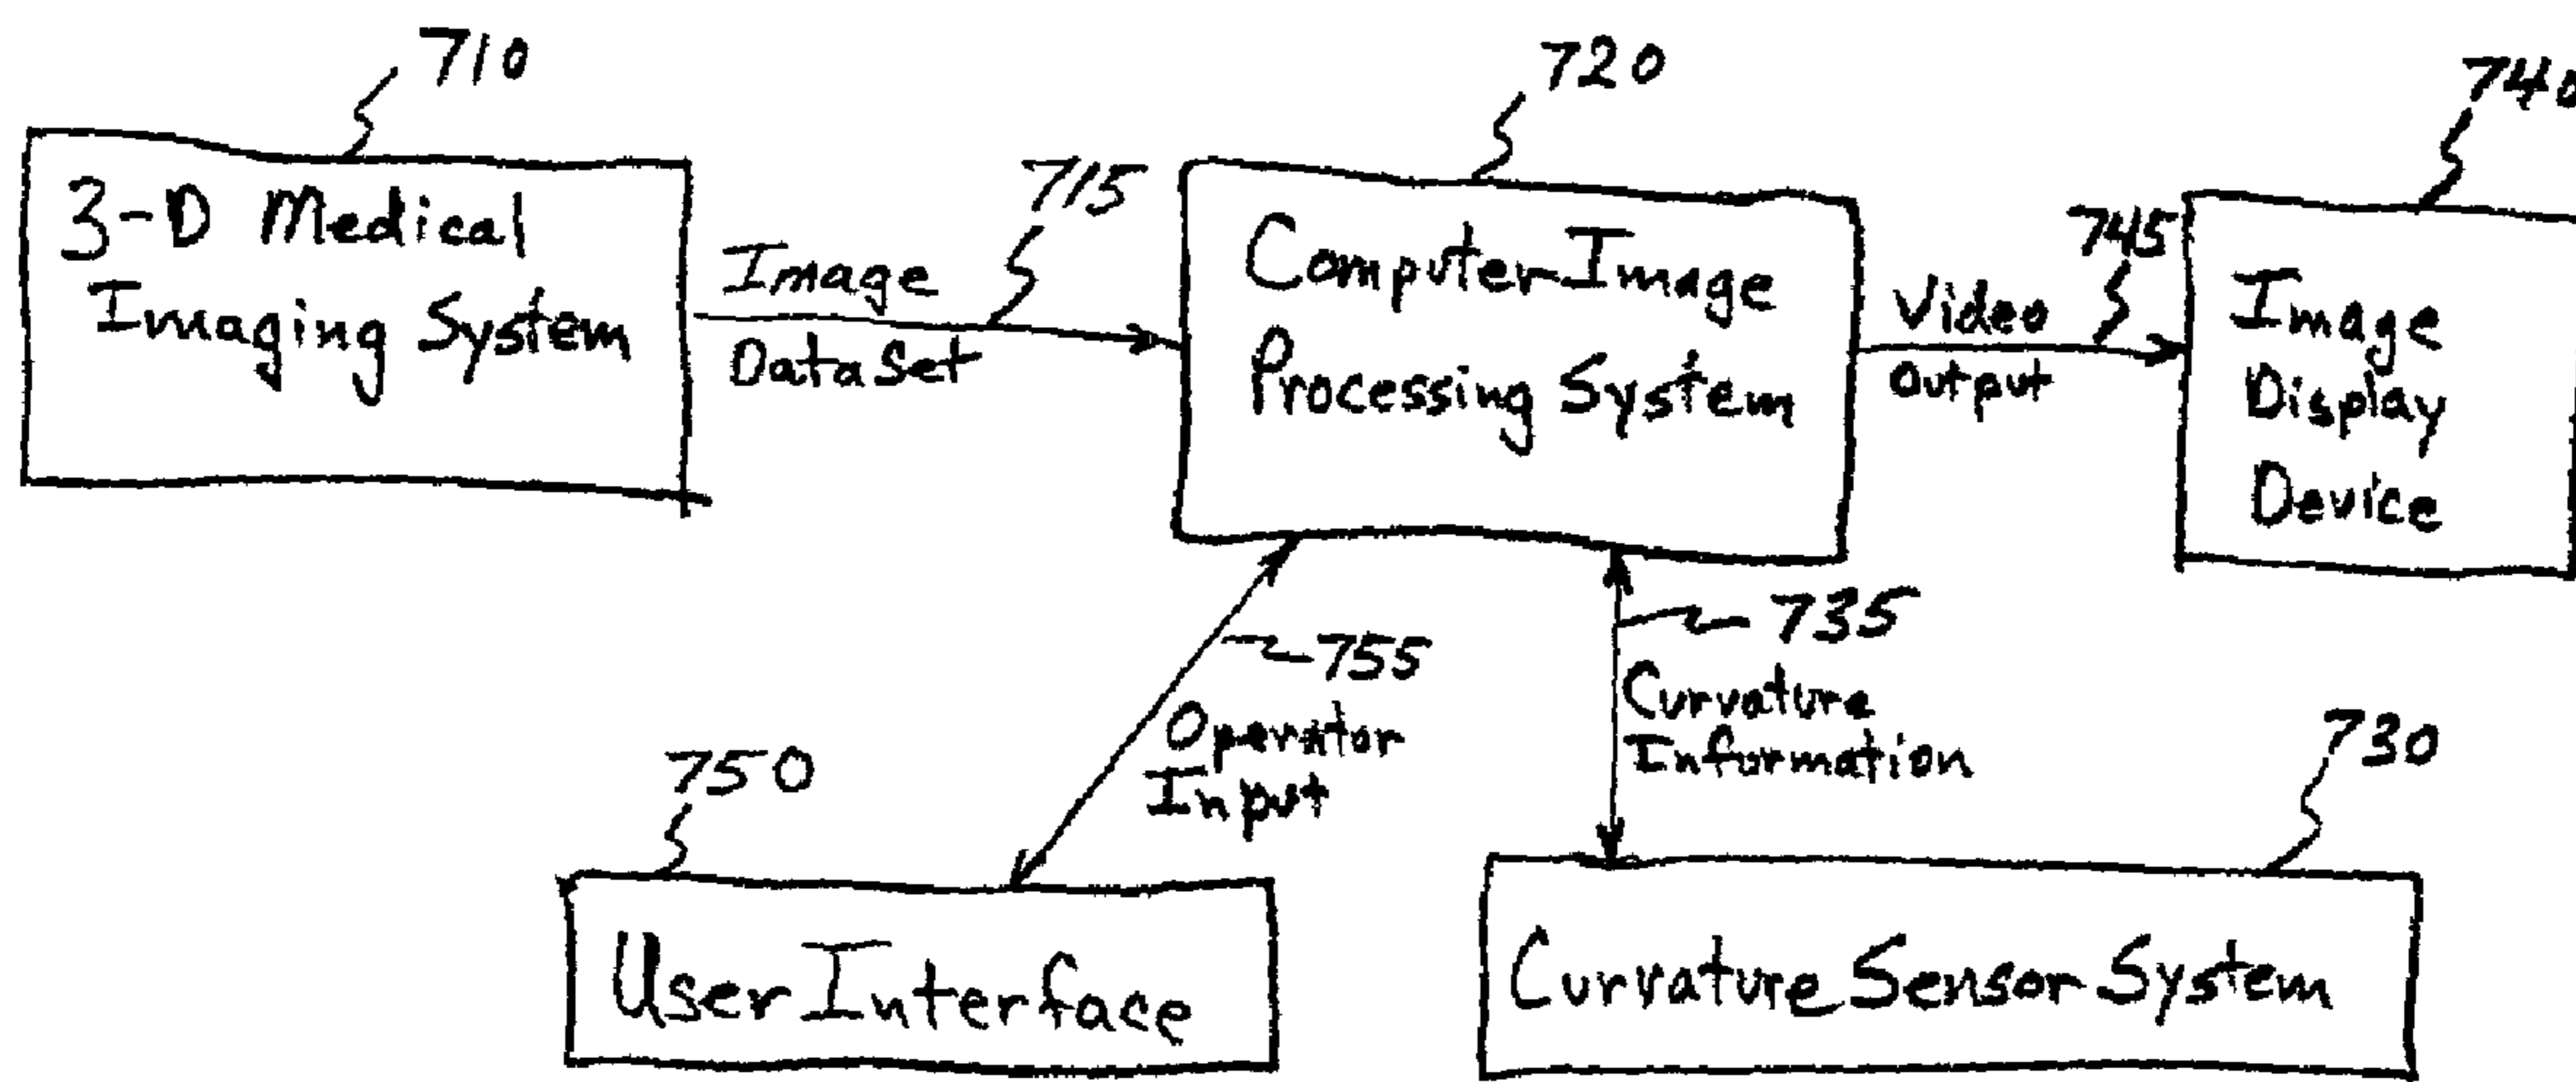 710
720
740
3-D Medical
Imaging System
715
Image
Data Set
Computer Image
Processing System
745
Video
Output
Image
Display
Device
755
Operator
Input
735
Curvature
Information
750
730
User Interface
Curvature Sensor System